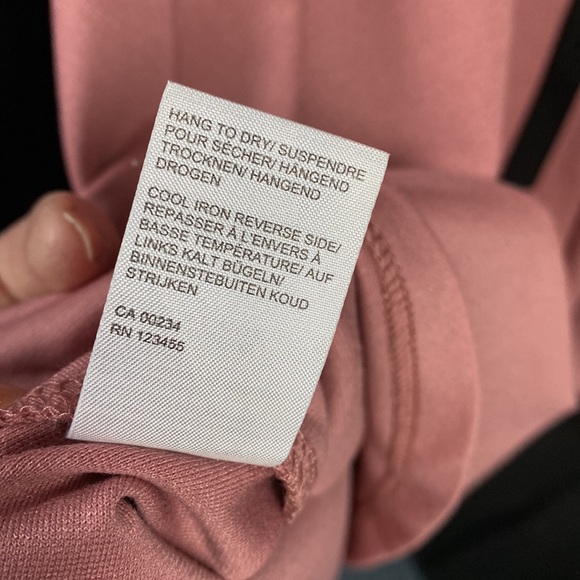 HANG TO DRY/ SUSPENDRE
POUR SÉCHER/ HÄNGEND
TROCKNEN/ HANGEND
DROGEN
COOL IRON REVERSE SIDE/
REPASSER À L'ENVERS À
BASSE TEMPÉRATURE/ AUF
LINKS KALT BÜGELN/
BINNENSTEBUITEN KOUD
STRIJKEN
CA 00234
RN 123455